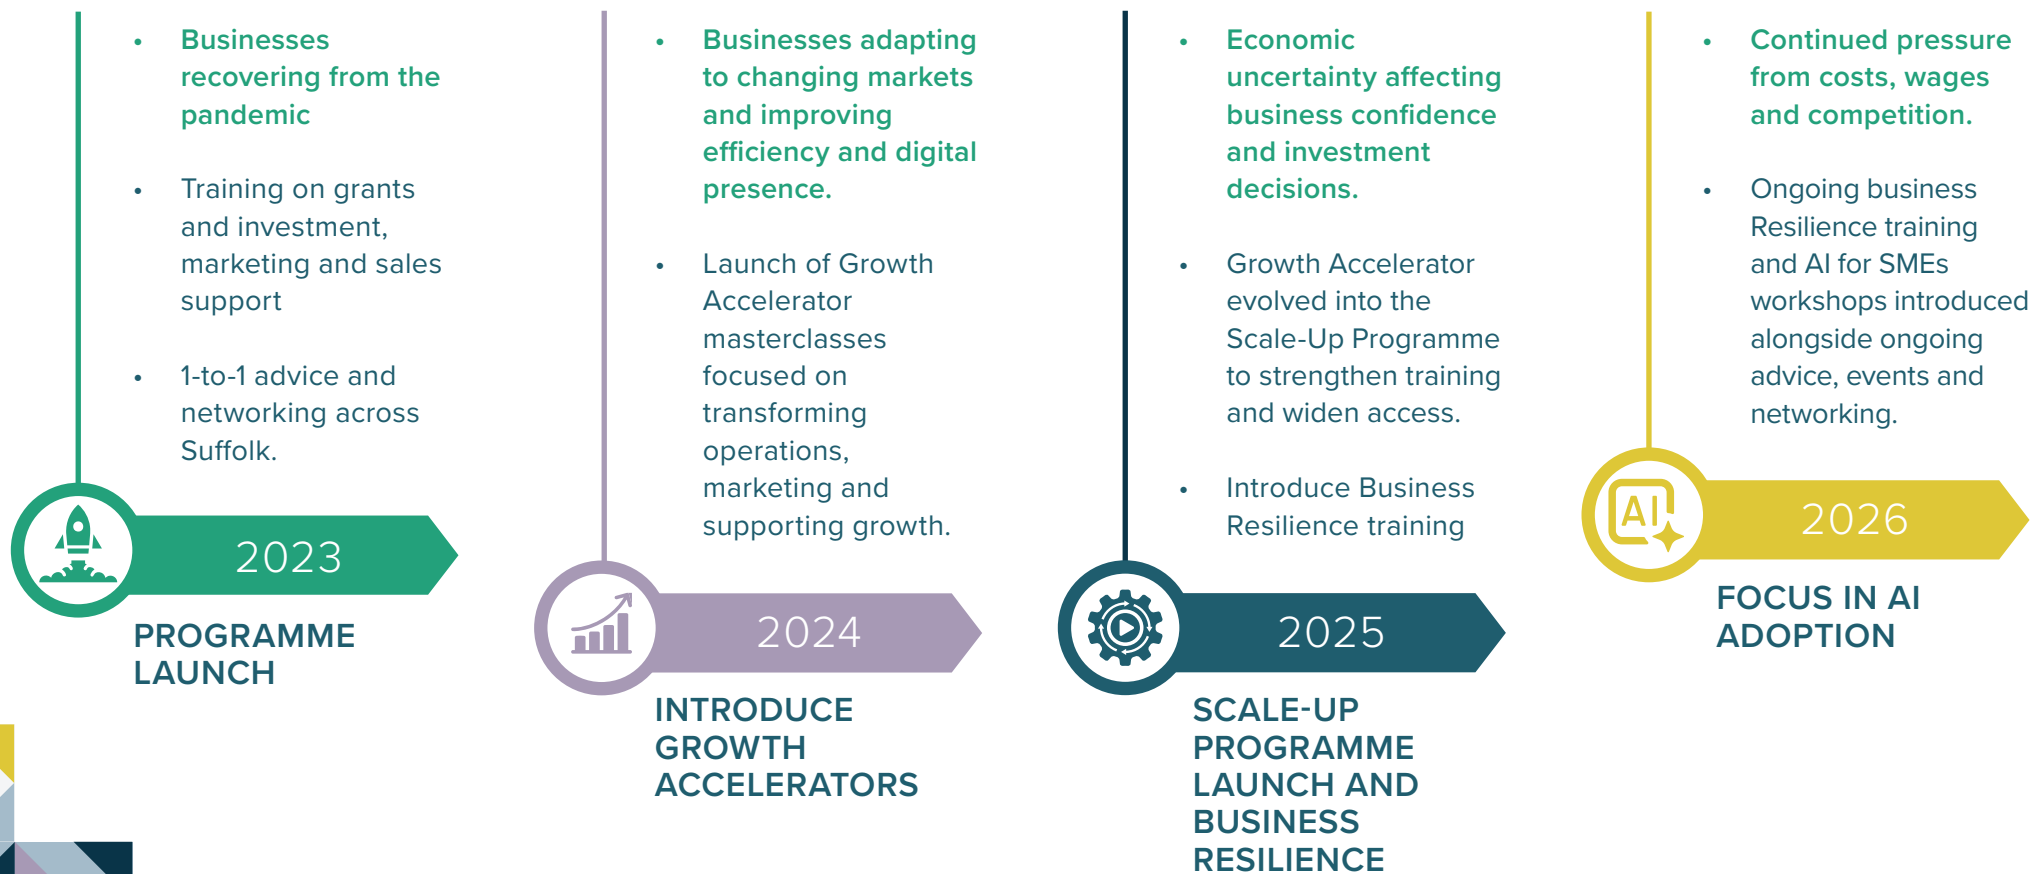 • Businesses
recovering from the
pandemic
• Training on grants
and investment,
marketing and sales
support
• 1-to-1 advice and
networking across
Suffolk.
2023
PROGRAMME
LAUNCH
• Businesses adapting
to changing markets
and improving
efficiency and digital
presence.
• Launch of Growth
Accelerator
masterclasses
focused on
transforming
operations,
marketing and
supporting growth.
2024
INTRODUCE
GROWTH
ACCELERATORS
• Economic
uncertainty affecting
business confidence
and investment
decisions.
• Growth Accelerator
evolved into the
Scale-Up Programme
to strengthen training
and widen access.
• Introduce Business
Resilience training
2025
SCALE-UP
PROGRAMME
LAUNCH AND
BUSINESS
RESILIENCE
• Continued pressure
from costs, wages
and competition.
• Ongoing business
Resilience training
and AI for SMEs
workshops introduced
alongside ongoing
advice, events and
networking.
AI
2026
FOCUS IN AI
ADOPTION